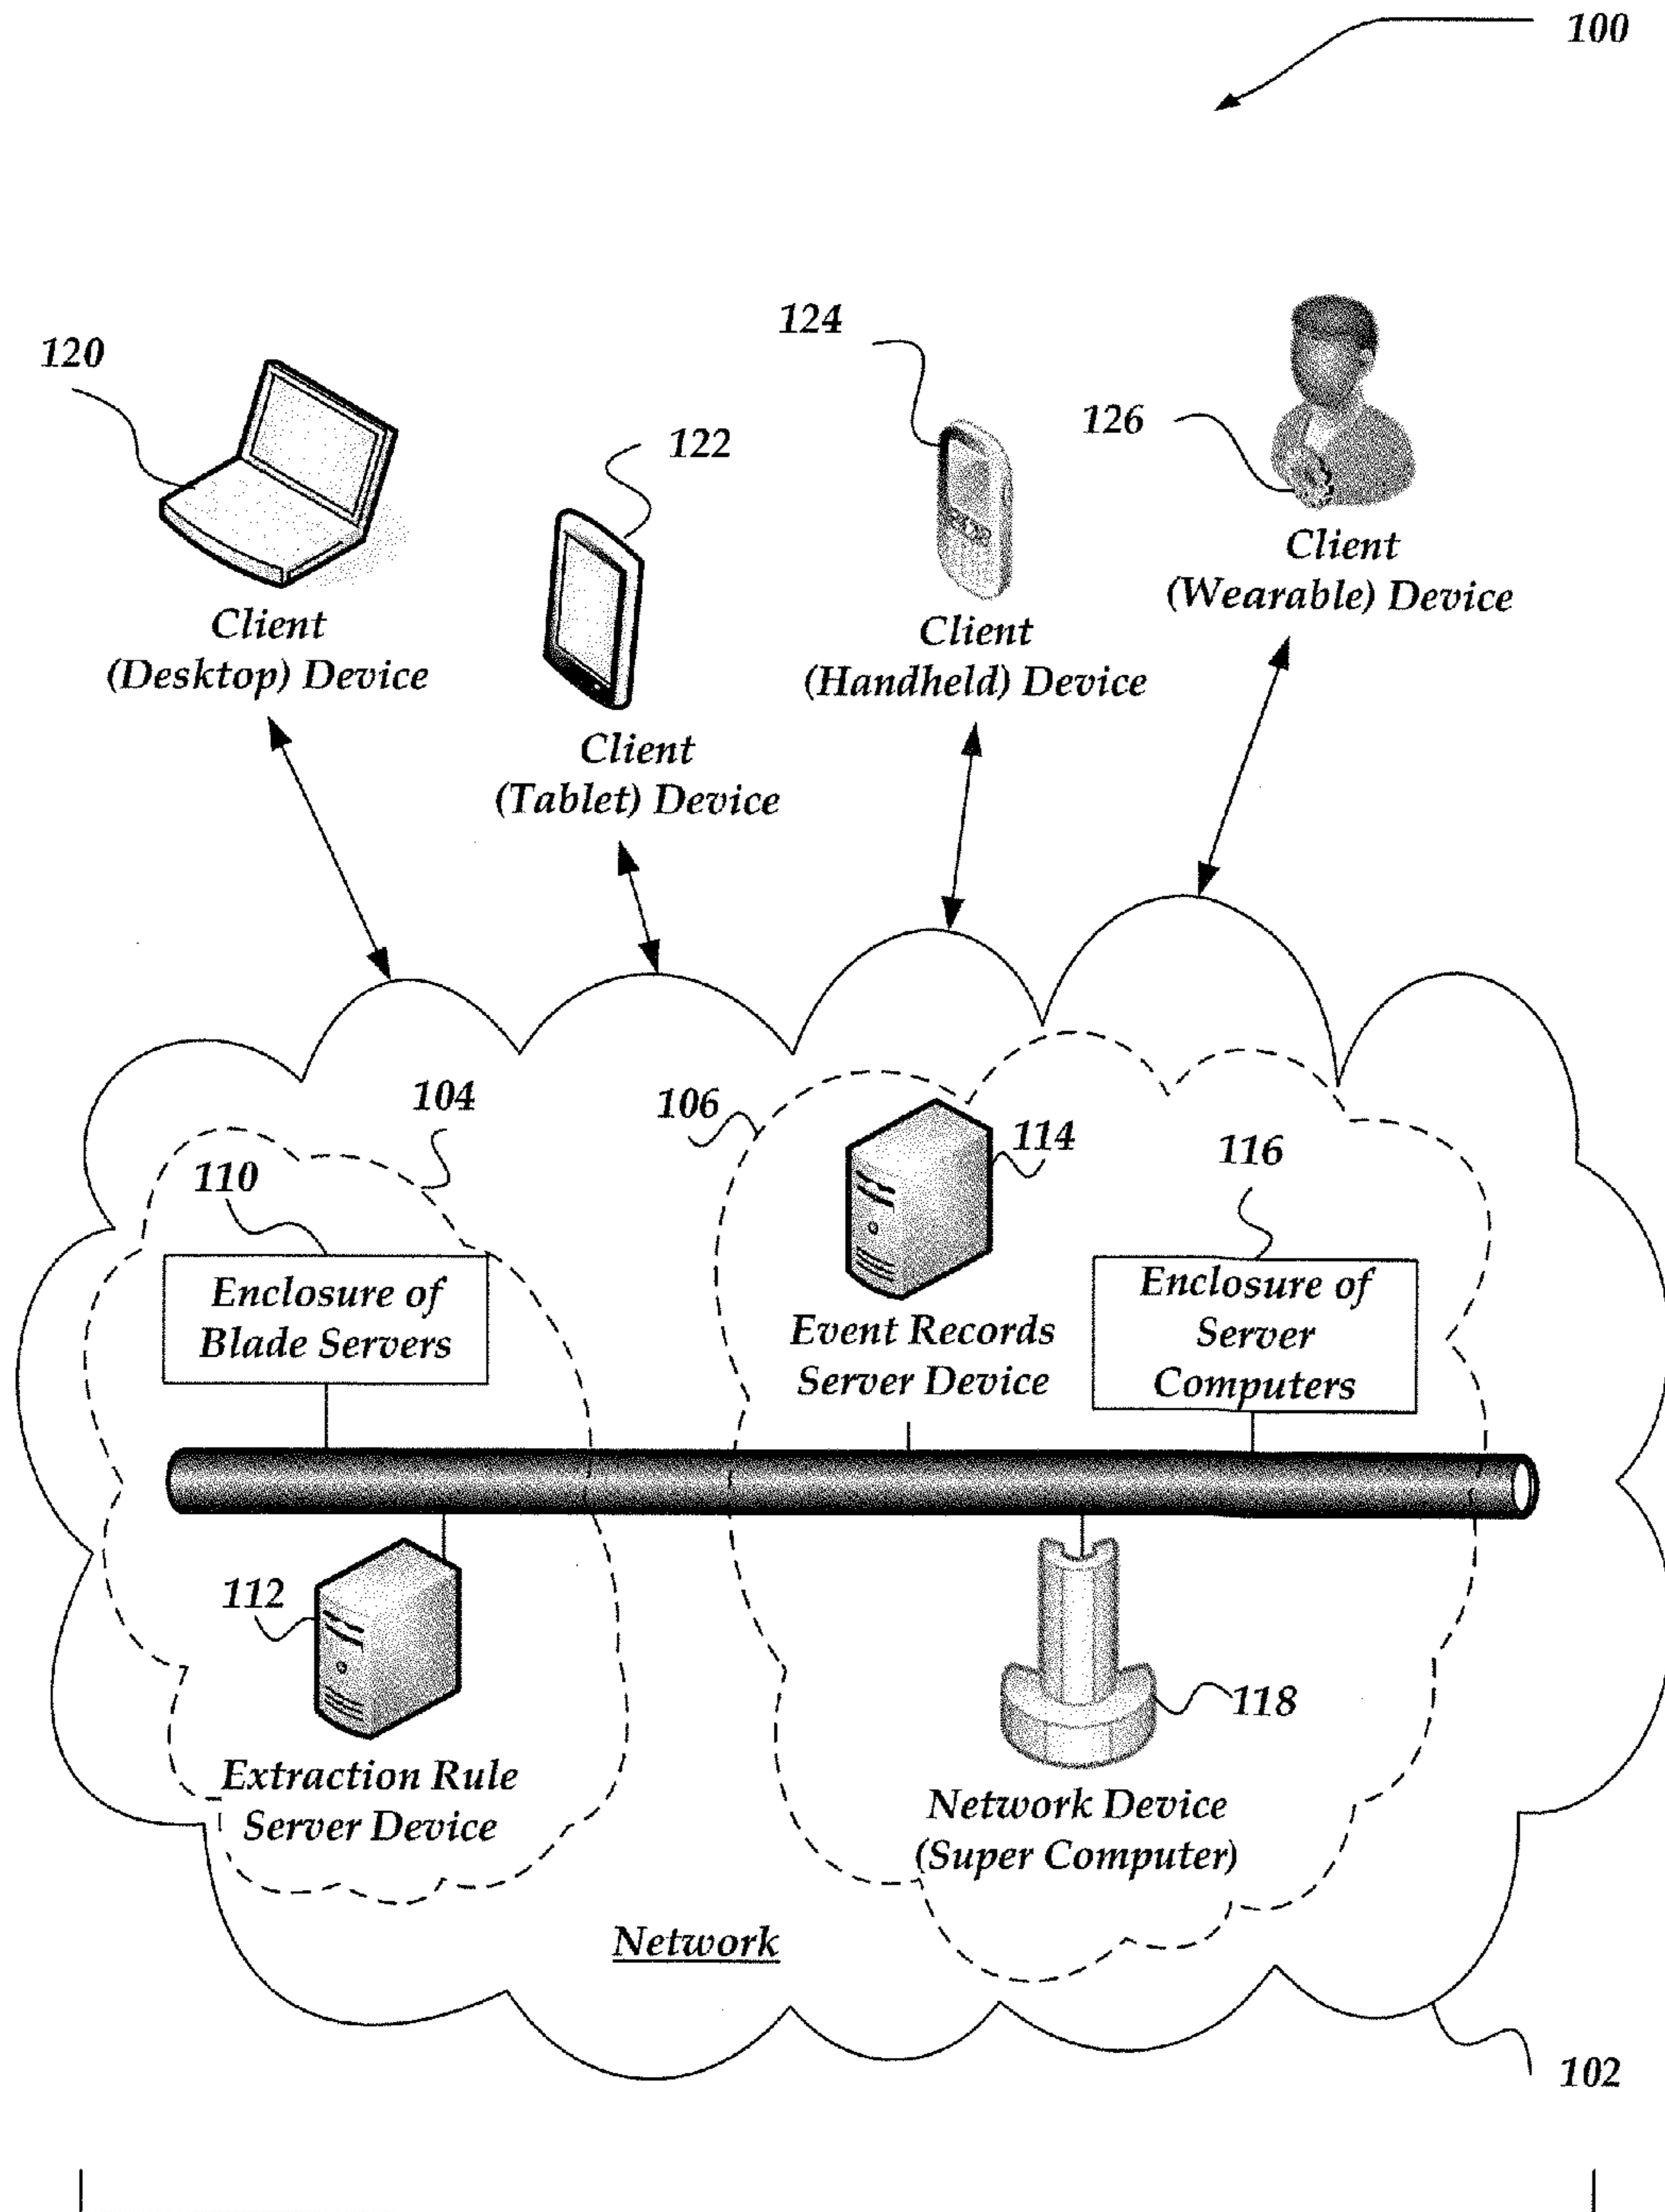 100
120
124
126
122
Client
(Wearable) Device
Client
(Desktop) Device
Client
(Handheld) Device
Client
(Tablet) Device
104
106
114
110
116
Enclosure of
Blade Servers
Event Records
Server Device
Enclosure of
Server
Computers
112
118
Extraction Rule
Server Device
Network Device
(Super Computer)
Network
102